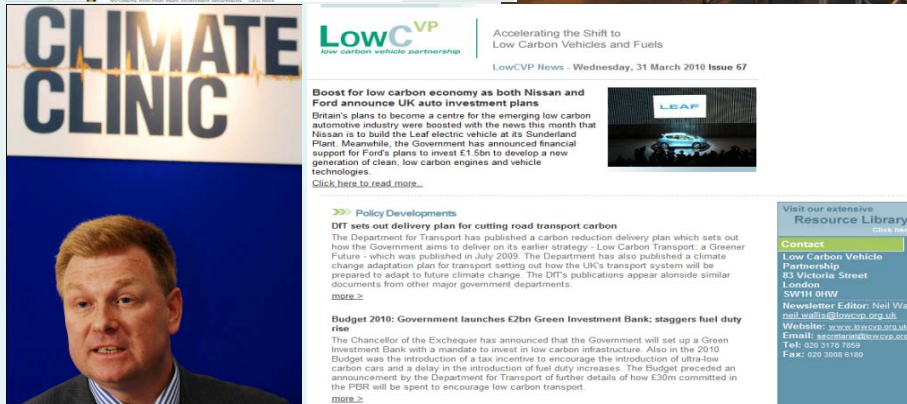 CLIMATE
CLINIC
LowCVP
low carbon vehicle partnership
Accelerating the Shift to
Low Carbon Vehicles and Fuels
LowCVP News - Wednesday, 31 March 2010 Issue 67
Boost for low carbon economy as both Nissan and
Ford announce UK auto investment plans
Britain's plans to become a centre for the emerging low carbon
automotive industry were boosted with the news this month that
Nissan is to build the Leaf electric vehicle at its Sunderland
Plant. Meanwhile, the Government has announced financial
support for Ford's plans to invest £1.5bn to develop a new
generation of clean, low carbon engines and vehicle
technologies.
Click here to read more..
LEAF
Policy Developments
DfT sets out delivery plan for cutting road transport carbon
The Department for Transport has published a carbon reduction delivery plan which sets out
how the Government aims to deliver on its earlier strategy - Low Carbon Transport: a Greener
Future - which was published in July 2009. The Department has also published a climate
change adaptation plan for transport setting out how the UK's transport system will be
prepared to adapt to future climate change. The DfT's publications appear alonside similar
documents from other major government departments.
more >
Budget 2010: Government launches £2bn Green Investment Bank; staggers fuel duty
rise
The Chancellor of the Exchequer has announced that the Government will set up a Green
Investment Bank with a mandate to invest in low carbon infrastructure. Also in the 2010
Budget was the introduction of a tax incentive to encourage the introduction of ultra-low
carbon cars and a delay in the introduction of fuel duty increases. The Budget preceded an
announcement by the Department for Transport of further details of how £30m committed in
the PBR will be spent to encourage low carbon transport.
more >
Visit our extensive
Resource Library
Click
Contact
Low Carbon Vehicle
Partnership
83 Victoria Street
London
SW1H 0HW
Newsletter Editor: Neil
neil.wallis@lowcvp.org.uk
Website: www.lowcvp.org.uk
Email:
Tel: 020 3178 7859
Fax: 020 3008 6180